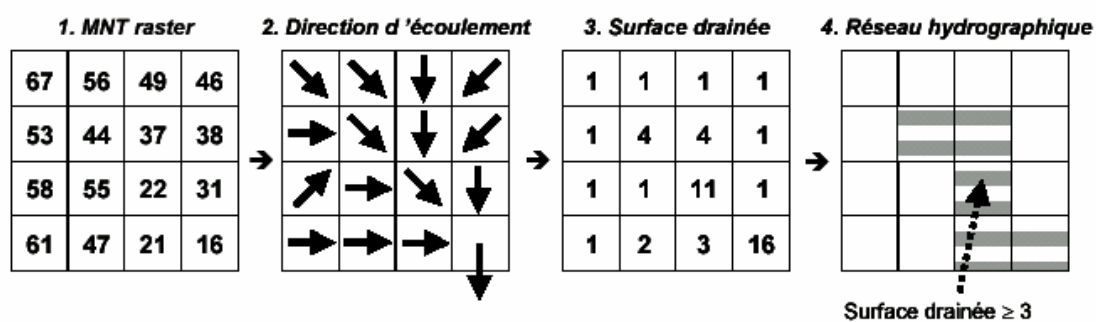 1. MNT raster
2. Direction d 'écoulement
3. Surface drainée
4. Réseau hydrographique
67 56 49 46
53 44 37 38
58 55 22 31
61 47 21 16
1 1 1 1
1 4 4 1
1 1 11 1
1 2 3 16
Surface drainée ≥ 3